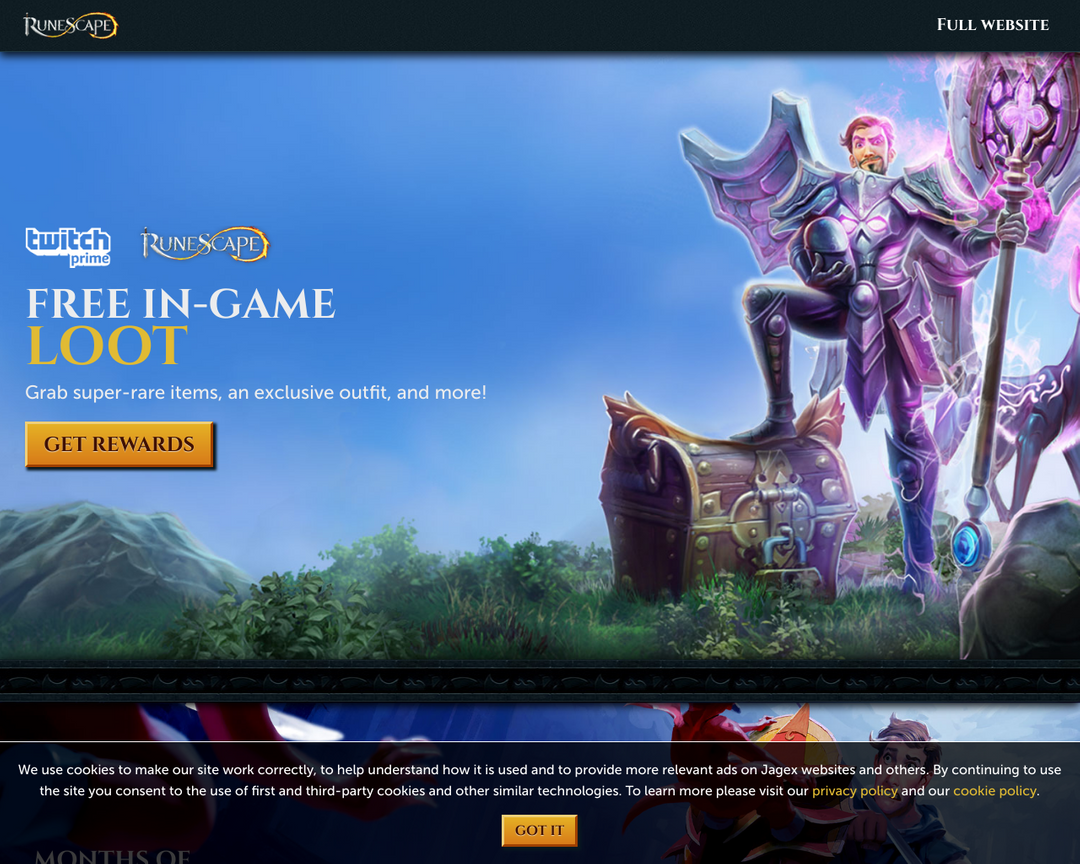 RuneScape
Full website
twitch
prime
RuneScape
FREE IN-GAME
LOOT
Grab super-rare items, an exclusive outfit, and more!
GET REWARDS
We use cookies to make our site work correctly, to help understand how it is used and to provide more relevant ads on Jagex websites and others. By continuing to use
the site you consent to the use of first and third-party cookies and other similar technologies. To learn more please visit our privacy policy and our cookie policy.
GOT IT
MONTHS OF